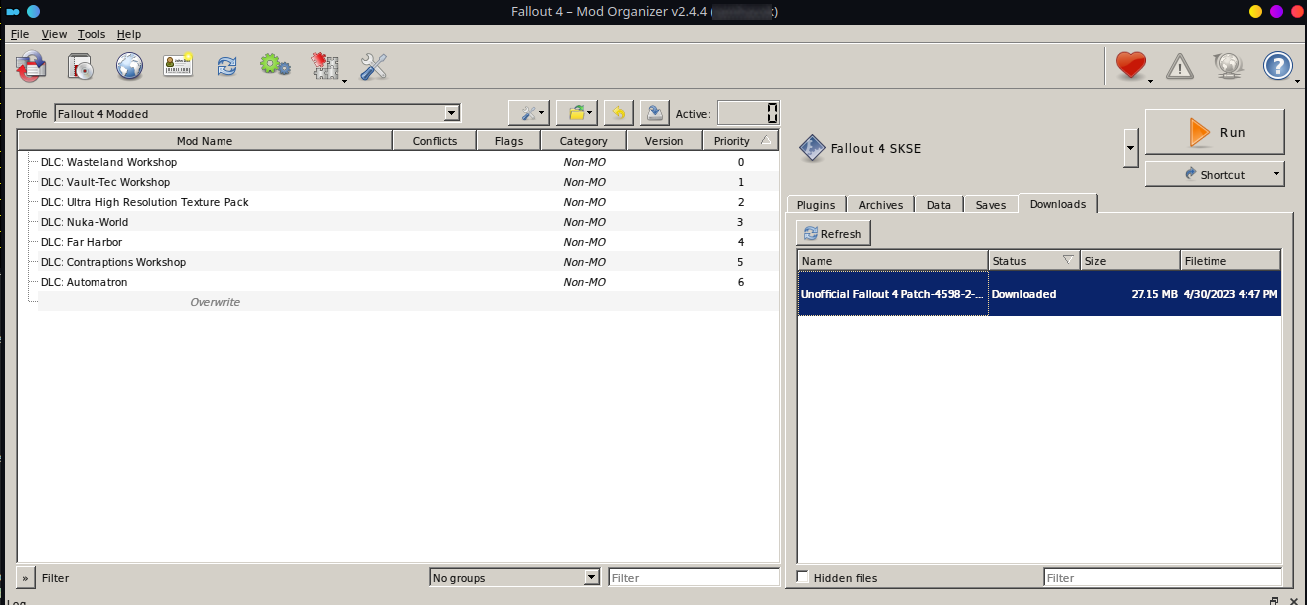 Fallout 4 – Mod Organizer v2.4.4 (
File View Tools Help
Profile Fallout 4 Modded Active: 0
Mod Name Conflicts Flags Category Version Priority
DLC: Wasteland Workshop Non-MO 0
DLC: Vault-Tec Workshop Non-MO 1
DLC: Ultra High Resolution Texture Pack Non-MO 2
DLC: Nuka-World Non-MO 3
DLC: Far Harbor Non-MO 4
DLC: Contraptions Workshop Non-MO 5
DLC: Automatron Non-MO 6
Overwrite
» Filter No groups Filter
Fallout 4 SKSE
Run
Shortcut
Plugins Archives Data Saves Downloads
Refresh
Name Status Size Filetime
Unofficial Fallout 4 Patch-4598-2-... Downloaded 27.15 MB 4/30/2023 4:47 PM
Hidden files Filter
Log